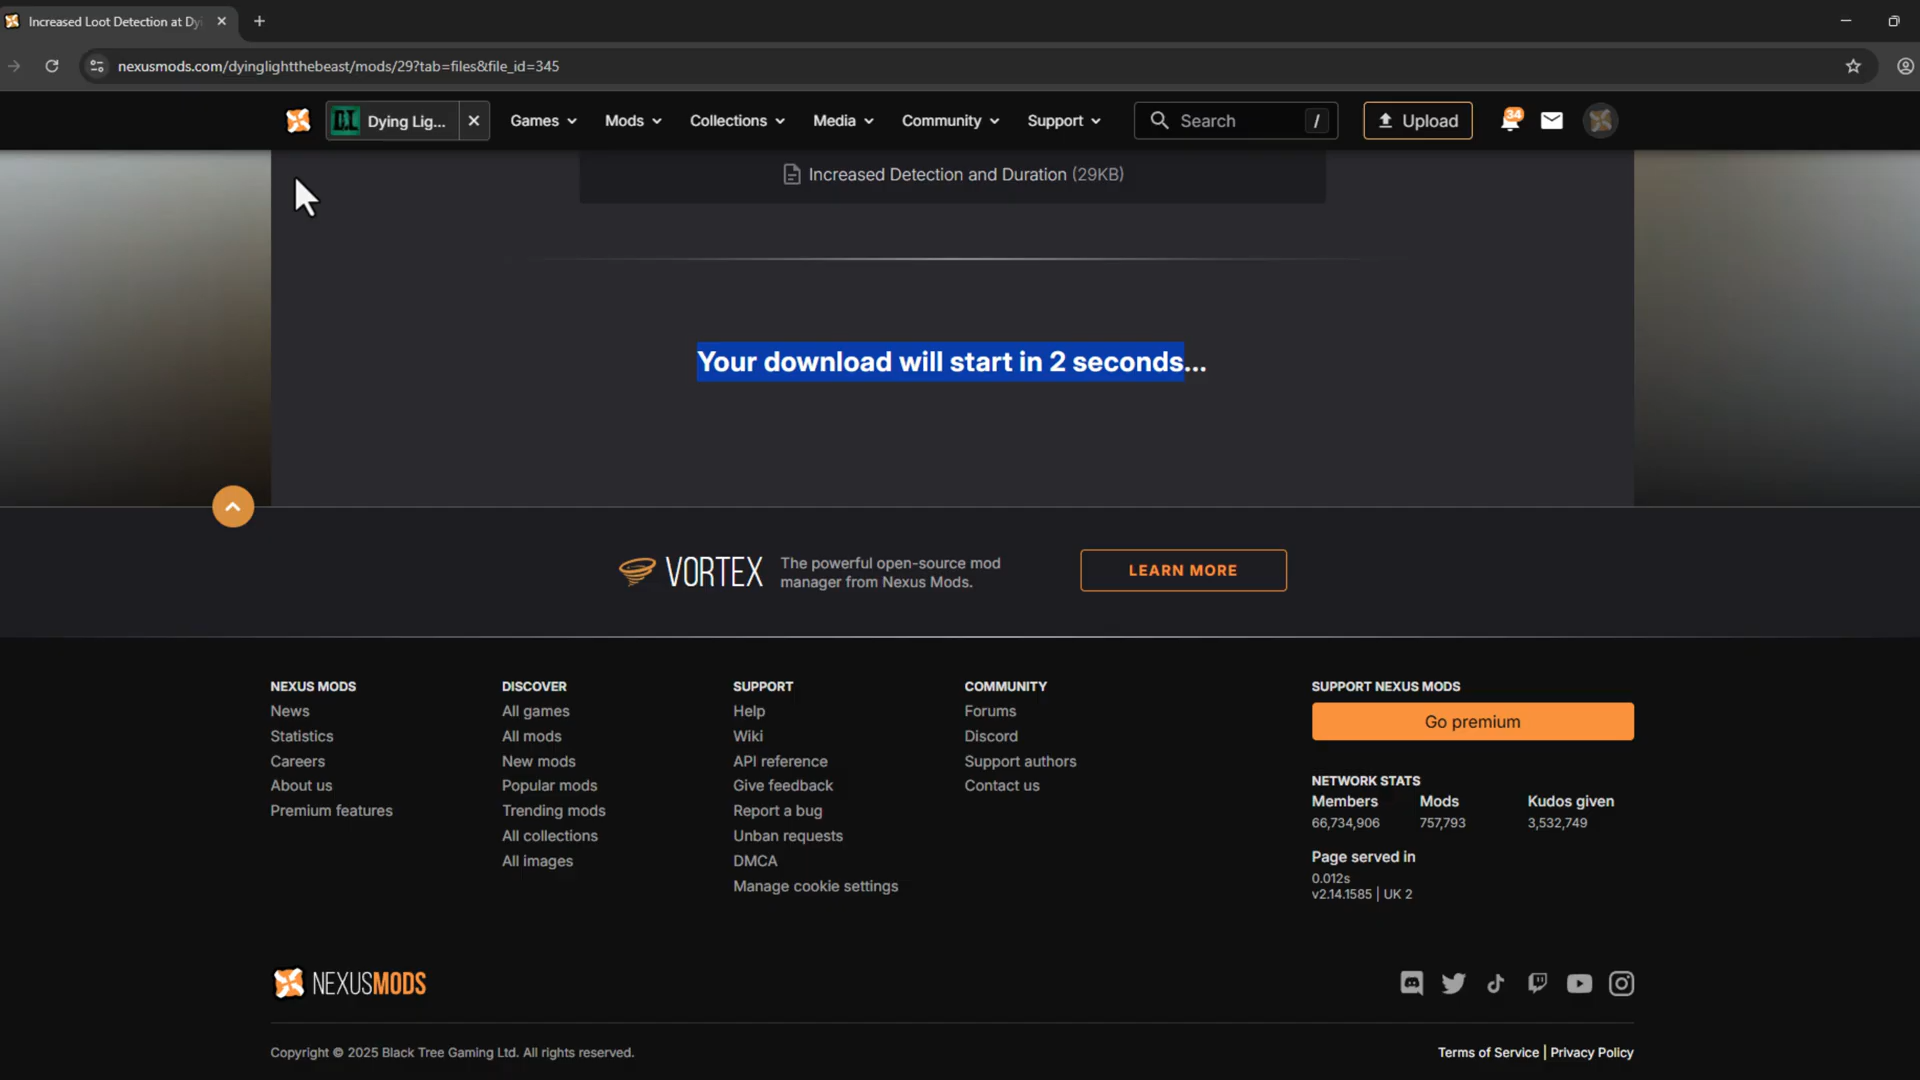 Increased Loot Detection at Dyi
nexusmods.com/dyinglightthebeast/mods/29?tab=files&file_id=345
Dying Lig... Games Mods Collections Media Community Support Search / Upload 34
Increased Detection and Duration (29KB)
Your download will start in 2 seconds...
VORTEX
The powerful open-source mod
manager from Nexus Mods.
LEARN MORE
NEXUS MODS
News
Statistics
Careers
About us
Premium features
DISCOVER
All games
All mods
New mods
Popular mods
Trending mods
All collections
All images
SUPPORT
Help
Wiki
API reference
Give feedback
Report a bug
Unban requests
DMCA
Manage cookie settings
COMMUNITY
Forums
Discord
Support authors
Contact us
SUPPORT NEXUS MODS
Go premium
NETWORK STATS
Members Mods Kudos given
66,734,906 757,793 3,532,749
Page served in
0.012s
v2.14.1585 | UK 2
NEXUSMODS
Copyright © 2025 Black Tree Gaming Ltd. All rights reserved.
Terms of Service | Privacy Policy